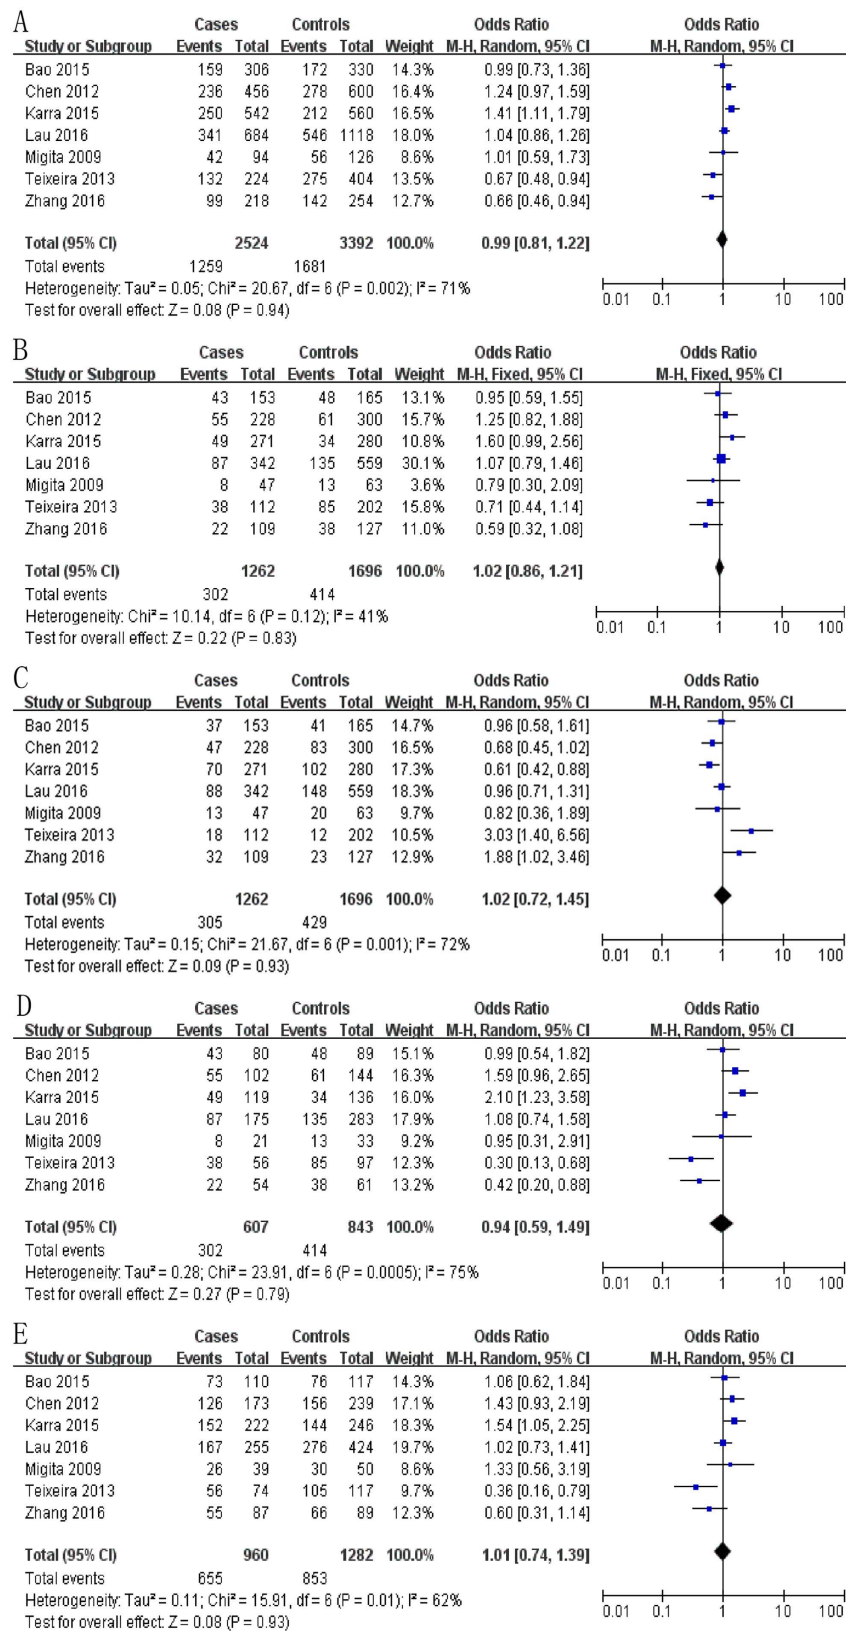 A
Cases Controls Odds Ratio Odds Ratio
Study or Subgroup Events Total Events Total Weight M-H, Random, 95% CI M-H, Random, 95% CI
Bao 2015 159 306 172 330 14.3% 0.99 [0.73, 1.36]
Chen 2012 236 456 278 600 16.4% 1.24 [0.97, 1.59]
Karra 2015 250 542 212 560 16.5% 1.41 [1.11, 1.79]
Lau 2016 341 684 546 1118 18.0% 1.04 [0.86, 1.26]
Migita 2009 42 94 56 126 8.6% 1.01 [0.59, 1.73]
Teixeira 2013 132 224 275 404 13.5% 0.67 [0.48, 0.94]
Zhang 2016 99 218 142 254 12.7% 0.66 [0.46, 0.94]
Total (95% CI) 2524 3392 100.0% 0.99 [0.81, 1.22]
Total events 1259 1681
Heterogeneity: Tau² = 0.05; Chi² = 20.67, df = 6 (P = 0.002); I² = 71%
Test for overall effect: Z = 0.08 (P = 0.94)
0.01 0.1 1 10 100
B
Cases Controls Odds Ratio Odds Ratio
Study or Subgroup Events Total Events Total Weight M-H, Fixed, 95% CI M-H, Fixed, 95% CI
Bao 2015 43 153 48 165 13.1% 0.95 [0.59, 1.55]
Chen 2012 55 228 61 300 15.7% 1.25 [0.82, 1.88]
Karra 2015 49 271 34 280 10.8% 1.60 [0.99, 2.56]
Lau 2016 87 342 135 559 30.1% 1.07 [0.79, 1.46]
Migita 2009 8 47 13 63 3.6% 0.79 [0.30, 2.09]
Teixeira 2013 38 112 85 202 15.8% 0.71 [0.44, 1.14]
Zhang 2016 22 109 38 127 11.0% 0.59 [0.32, 1.08]
Total (95% CI) 1262 1696 100.0% 1.02 [0.86, 1.21]
Total events 302 414
Heterogeneity: Chi² = 10.14, df = 6 (P = 0.12); I² = 41%
Test for overall effect: Z = 0.22 (P = 0.83)
0.01 0.1 1 10 100
C
Cases Controls Odds Ratio Odds Ratio
Study or Subgroup Events Total Events Total Weight M-H, Random, 95% CI M-H, Random, 95% CI
Bao 2015 37 153 41 165 14.7% 0.96 [0.58, 1.61]
Chen 2012 47 228 83 300 16.5% 0.68 [0.45, 1.02]
Karra 2015 70 271 102 280 17.3% 0.61 [0.42, 0.88]
Lau 2016 88 342 148 559 18.3% 0.96 [0.71, 1.31]
Migita 2009 13 47 20 63 9.7% 0.82 [0.36, 1.89]
Teixeira 2013 18 112 12 202 10.5% 3.03 [1.40, 6.56]
Zhang 2016 32 109 23 127 12.9% 1.88 [1.02, 3.46]
Total (95% CI) 1262 1696 100.0% 1.02 [0.72, 1.45]
Total events 305 429
Heterogeneity: Tau² = 0.15; Chi² = 21.67, df = 6 (P = 0.001); I² = 72%
Test for overall effect: Z = 0.09 (P = 0.93)
0.01 0.1 1 10 100
D
Cases Controls Odds Ratio Odds Ratio
Study or Subgroup Events Total Events Total Weight M-H, Random, 95% CI M-H, Random, 95% CI
Bao 2015 43 80 48 89 15.1% 0.99 [0.54, 1.82]
Chen 2012 55 102 61 144 16.3% 1.59 [0.96, 2.65]
Karra 2015 49 119 34 136 16.0% 2.10 [1.23, 3.58]
Lau 2016 87 175 135 283 17.9% 1.08 [0.74, 1.58]
Migita 2009 8 21 13 33 9.2% 0.95 [0.31, 2.91]
Teixeira 2013 38 56 85 97 12.3% 0.30 [0.13, 0.68]
Zhang 2016 22 54 38 61 13.2% 0.42 [0.20, 0.88]
Total (95% CI) 607 843 100.0% 0.94 [0.59, 1.49]
Total events 302 414
Heterogeneity: Tau² = 0.28; Chi² = 23.91, df = 6 (P = 0.0005); I² = 75%
Test for overall effect: Z = 0.27 (P = 0.79)
0.01 0.1 1 10 100
E
Cases Controls Odds Ratio Odds Ratio
Study or Subgroup Events Total Events Total Weight M-H, Random, 95% CI M-H, Random, 95% CI
Bao 2015 73 110 76 117 14.3% 1.06 [0.62, 1.84]
Chen 2012 126 173 156 239 17.1% 1.43 [0.93, 2.19]
Karra 2015 152 222 144 246 18.3% 1.54 [1.05, 2.25]
Lau 2016 167 255 276 424 19.7% 1.02 [0.73, 1.41]
Migita 2009 26 39 30 50 8.6% 1.33 [0.56, 3.19]
Teixeira 2013 56 74 105 117 9.7% 0.36 [0.16, 0.79]
Zhang 2016 55 87 66 89 12.3% 0.60 [0.31, 1.14]
Total (95% CI) 960 1282 100.0% 1.01 [0.74, 1.39]
Total events 655 853
Heterogeneity: Tau² = 0.11; Chi² = 15.91, df = 6 (P = 0.01); I² = 62%
Test for overall effect: Z = 0.08 (P = 0.93)
0.01 0.1 1 10 100